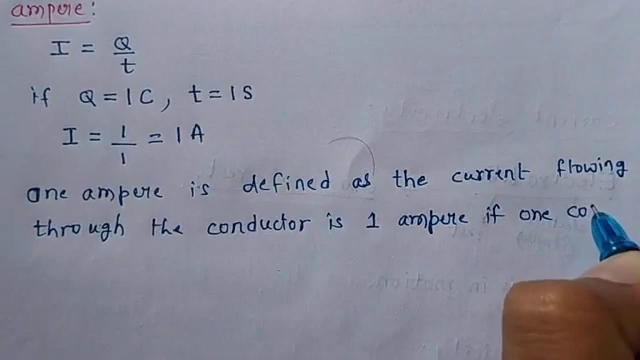 ampere:
I = Q/t
if Q = 1C, t = 1S
I = 1/1 = 1A
one ampere is defined as the current flowing
through the conductor is 1 ampere if one co